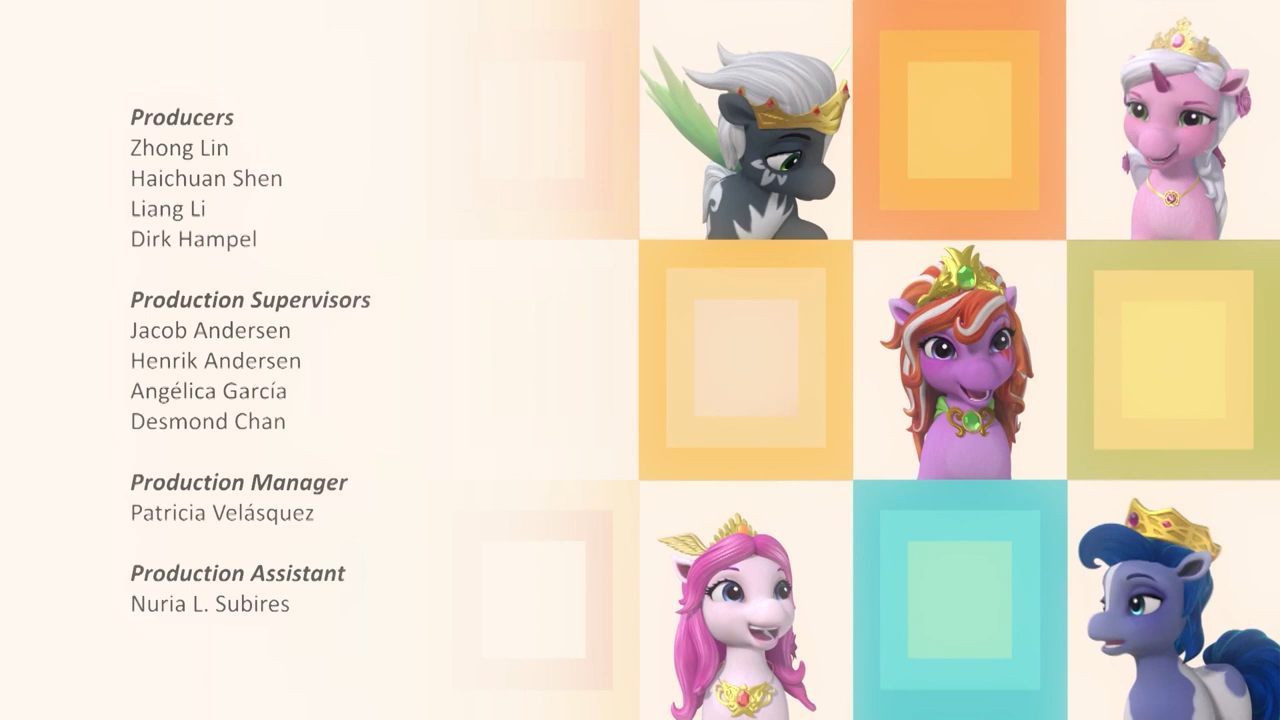 Producers
Zhong Lin
Haichuan Shen
Liang Li
Dirk Hampel
Production Supervisors
Jacob Andersen
Henrik Andersen
Angélica García
Desmond Chan
Production Manager
Patricia Velásquez
Production Assistant
Nuria L. Subires